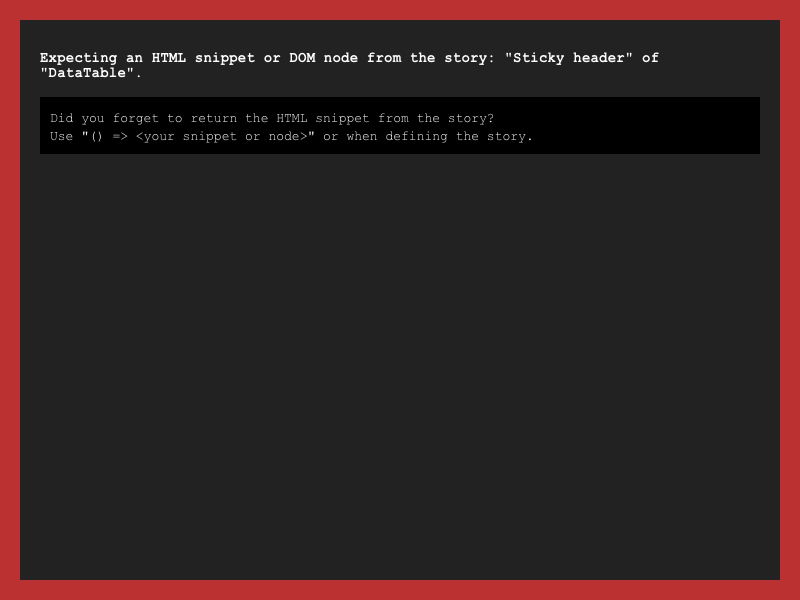 Expecting an HTML snippet or DOM node from the story: "Sticky header" of
"DataTable".
Did you forget to return the HTML snippet from the story?
Use "() => <your snippet or node>" or when defining the story.